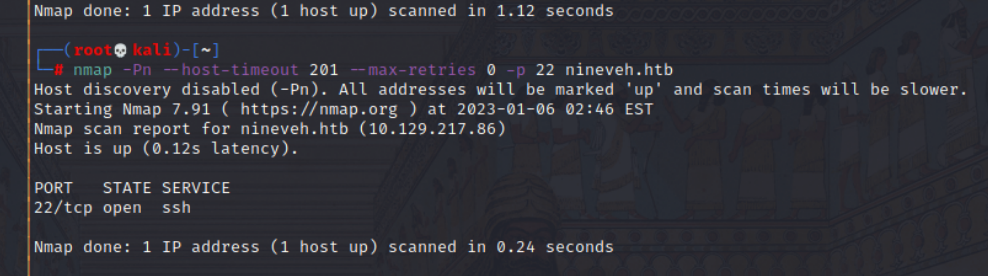 Nmap done: 1 IP address (1 host up) scanned in 1.12 seconds
┌──(root💀kali)-[~]
└─# nmap -Pn --host-timeout 201 --max-retries 0 -p 22 nineveh.htb
Host discovery disabled (-Pn). All addresses will be marked 'up' and scan times will be slower.
Starting Nmap 7.91 ( https://nmap.org ) at 2023-01-06 02:46 EST
Nmap scan report for nineveh.htb (10.129.217.86)
Host is up (0.12s latency).
PORT   STATE SERVICE
22/tcp open  ssh
Nmap done: 1 IP address (1 host up) scanned in 0.24 seconds